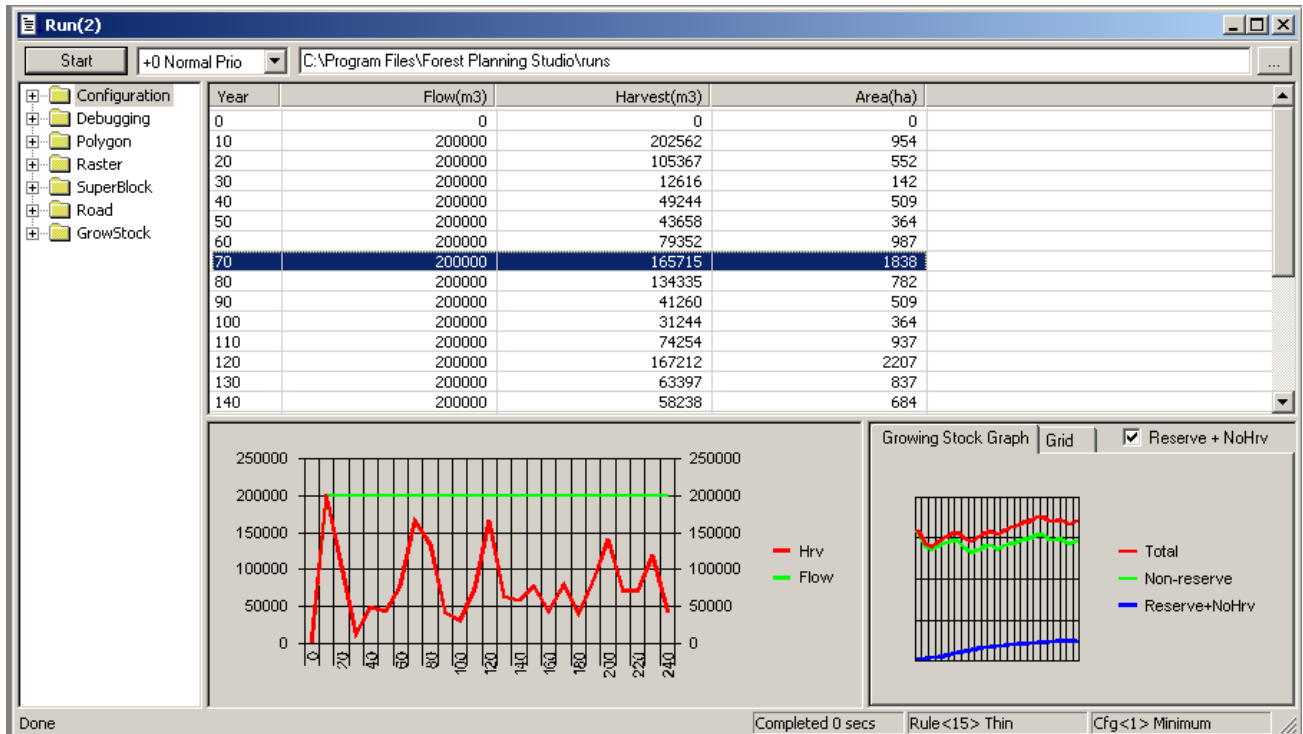 Run(2)
Start +0 Normal Prio C:\Program Files\Forest Planning Studio\runs ...
Configuration
Debugging
Polygon
Raster
SuperBlock
Road
GrowStock
Year Flow(m3) Harvest(m3) Area(ha)
0 0 0 0
10 200000 202562 954
20 200000 105367 552
30 200000 12616 142
40 200000 49244 509
50 200000 43658 364
60 200000 79352 987
70 200000 165715 1838
80 200000 134335 782
90 200000 41260 509
100 200000 31244 364
110 200000 74254 937
120 200000 167212 2207
130 200000 63397 837
140 200000 58238 684
250000 250000
200000 200000
150000 150000
100000 100000
50000 50000
0 0
0 20 40 60 80 100 120 140 160 180 200 220 240
Hrv
Flow
Growing Stock Graph Grid Reserve + NoHrv
Total
Non-reserve
Reserve+NoHrv
Done Completed 0 secs Rule<15> Thin Cfg<1> Minimum